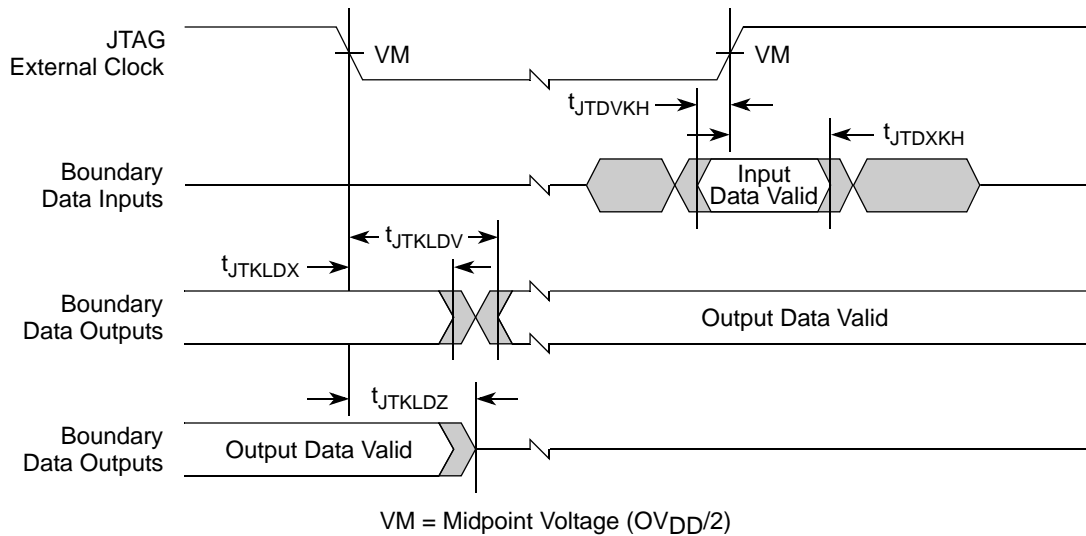 JTAG
External Clock
VM
VM
tJTDVKH
tJTDXKH
Boundary
Data Inputs
Input
Data Valid
tJTKLDV
tJTKLDX
Boundary
Data Outputs
Output Data Valid
tJTKLDZ
Boundary
Data Outputs
Output Data Valid
VM = Midpoint Voltage (OVDD/2)